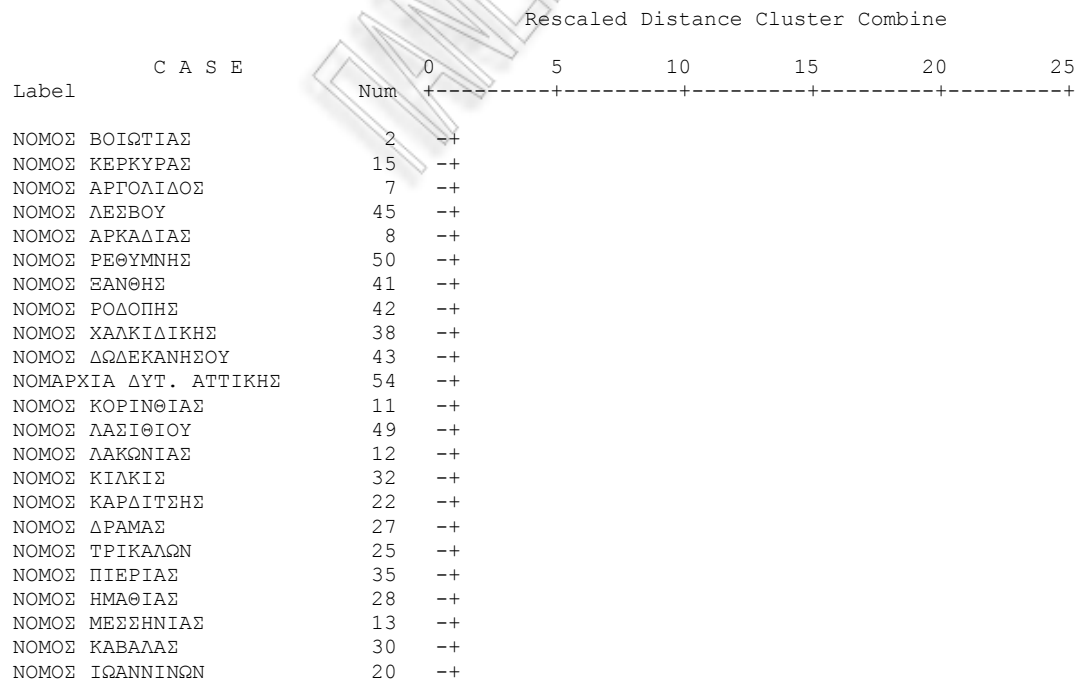 Rescaled Distance Cluster Combine
C A S E 0 5 10 15 20 25
Label Num +---------+---------+---------+---------+---------+
ΝΟΜΟΣ ΒΟΙΩΤΙΑΣ 2 -+
ΝΟΜΟΣ ΚΕΡΚΥΡΑΣ 15 -+
ΝΟΜΟΣ ΑΡΓΟΛΙΔΟΣ 7 -+
ΝΟΜΟΣ ΛΕΣΒΟΥ 45 -+
ΝΟΜΟΣ ΑΡΚΑΔΙΑΣ 8 -+
ΝΟΜΟΣ ΡΕΘΥΜΝΗΣ 50 -+
ΝΟΜΟΣ ΞΑΝΘΗΣ 41 -+
ΝΟΜΟΣ ΡΟΔΟΠΗΣ 42 -+
ΝΟΜΟΣ ΧΑΛΚΙΔΙΚΗΣ 38 -+
ΝΟΜΟΣ ΔΩΔΕΚΑΝΗΣΟΥ 43 -+
ΝΟΜΑΡΧΙΑ ΔΥΤ. ΑΤΤΙΚΗΣ 54 -+
ΝΟΜΟΣ ΚΟΡΙΝΘΙΑΣ 11 -+
ΝΟΜΟΣ ΛΑΣΙΘΙΟΥ 49 -+
ΝΟΜΟΣ ΛΑΚΩΝΙΑΣ 12 -+
ΝΟΜΟΣ ΚΙΛΚΙΣ 32 -+
ΝΟΜΟΣ ΚΑΡΔΙΤΣΗΣ 22 -+
ΝΟΜΟΣ ΔΡΑΜΑΣ 27 -+
ΝΟΜΟΣ ΤΡΙΚΑΛΩΝ 25 -+
ΝΟΜΟΣ ΠΙΕΡΙΑΣ 35 -+
ΝΟΜΟΣ ΗΜΑΘΙΑΣ 28 -+
ΝΟΜΟΣ ΜΕΣΣΗΝΙΑΣ 13 -+
ΝΟΜΟΣ ΚΑΒΑΛΑΣ 30 -+
ΝΟΜΟΣ ΙΩΑΝΝΙΝΩΝ 20 -+